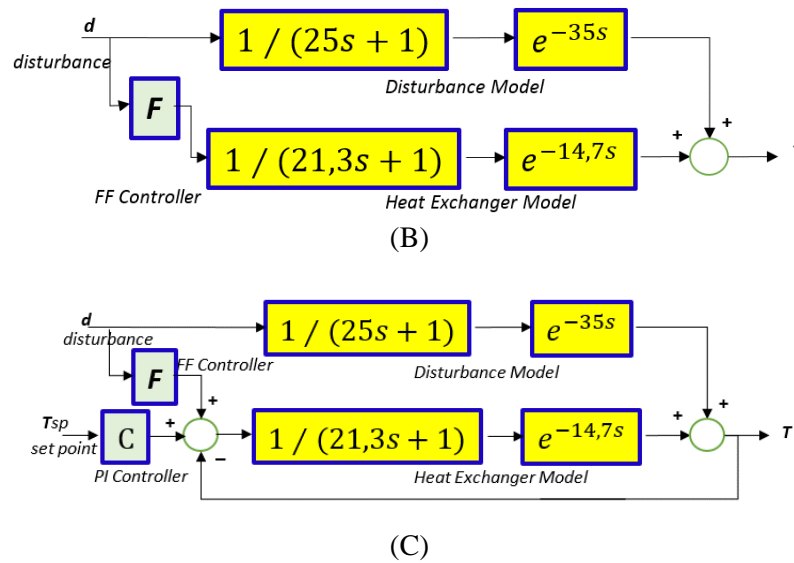 d
1 / (25s + 1)
e^{-35s}
disturbance
Disturbance Model
+
F
+
1 / (21,3s + 1)
e^{-14,7s}
FF Controller
Heat Exchanger Model
(B)
d
disturbance
1 / (25s + 1)
e^{-35s}
FF Controller
Disturbance Model
F
+
+
Tsp
set point
C
+
−
1 / (21,3s + 1)
e^{-14,7s}
+
T
PI Controller
Heat Exchanger Model
(C)